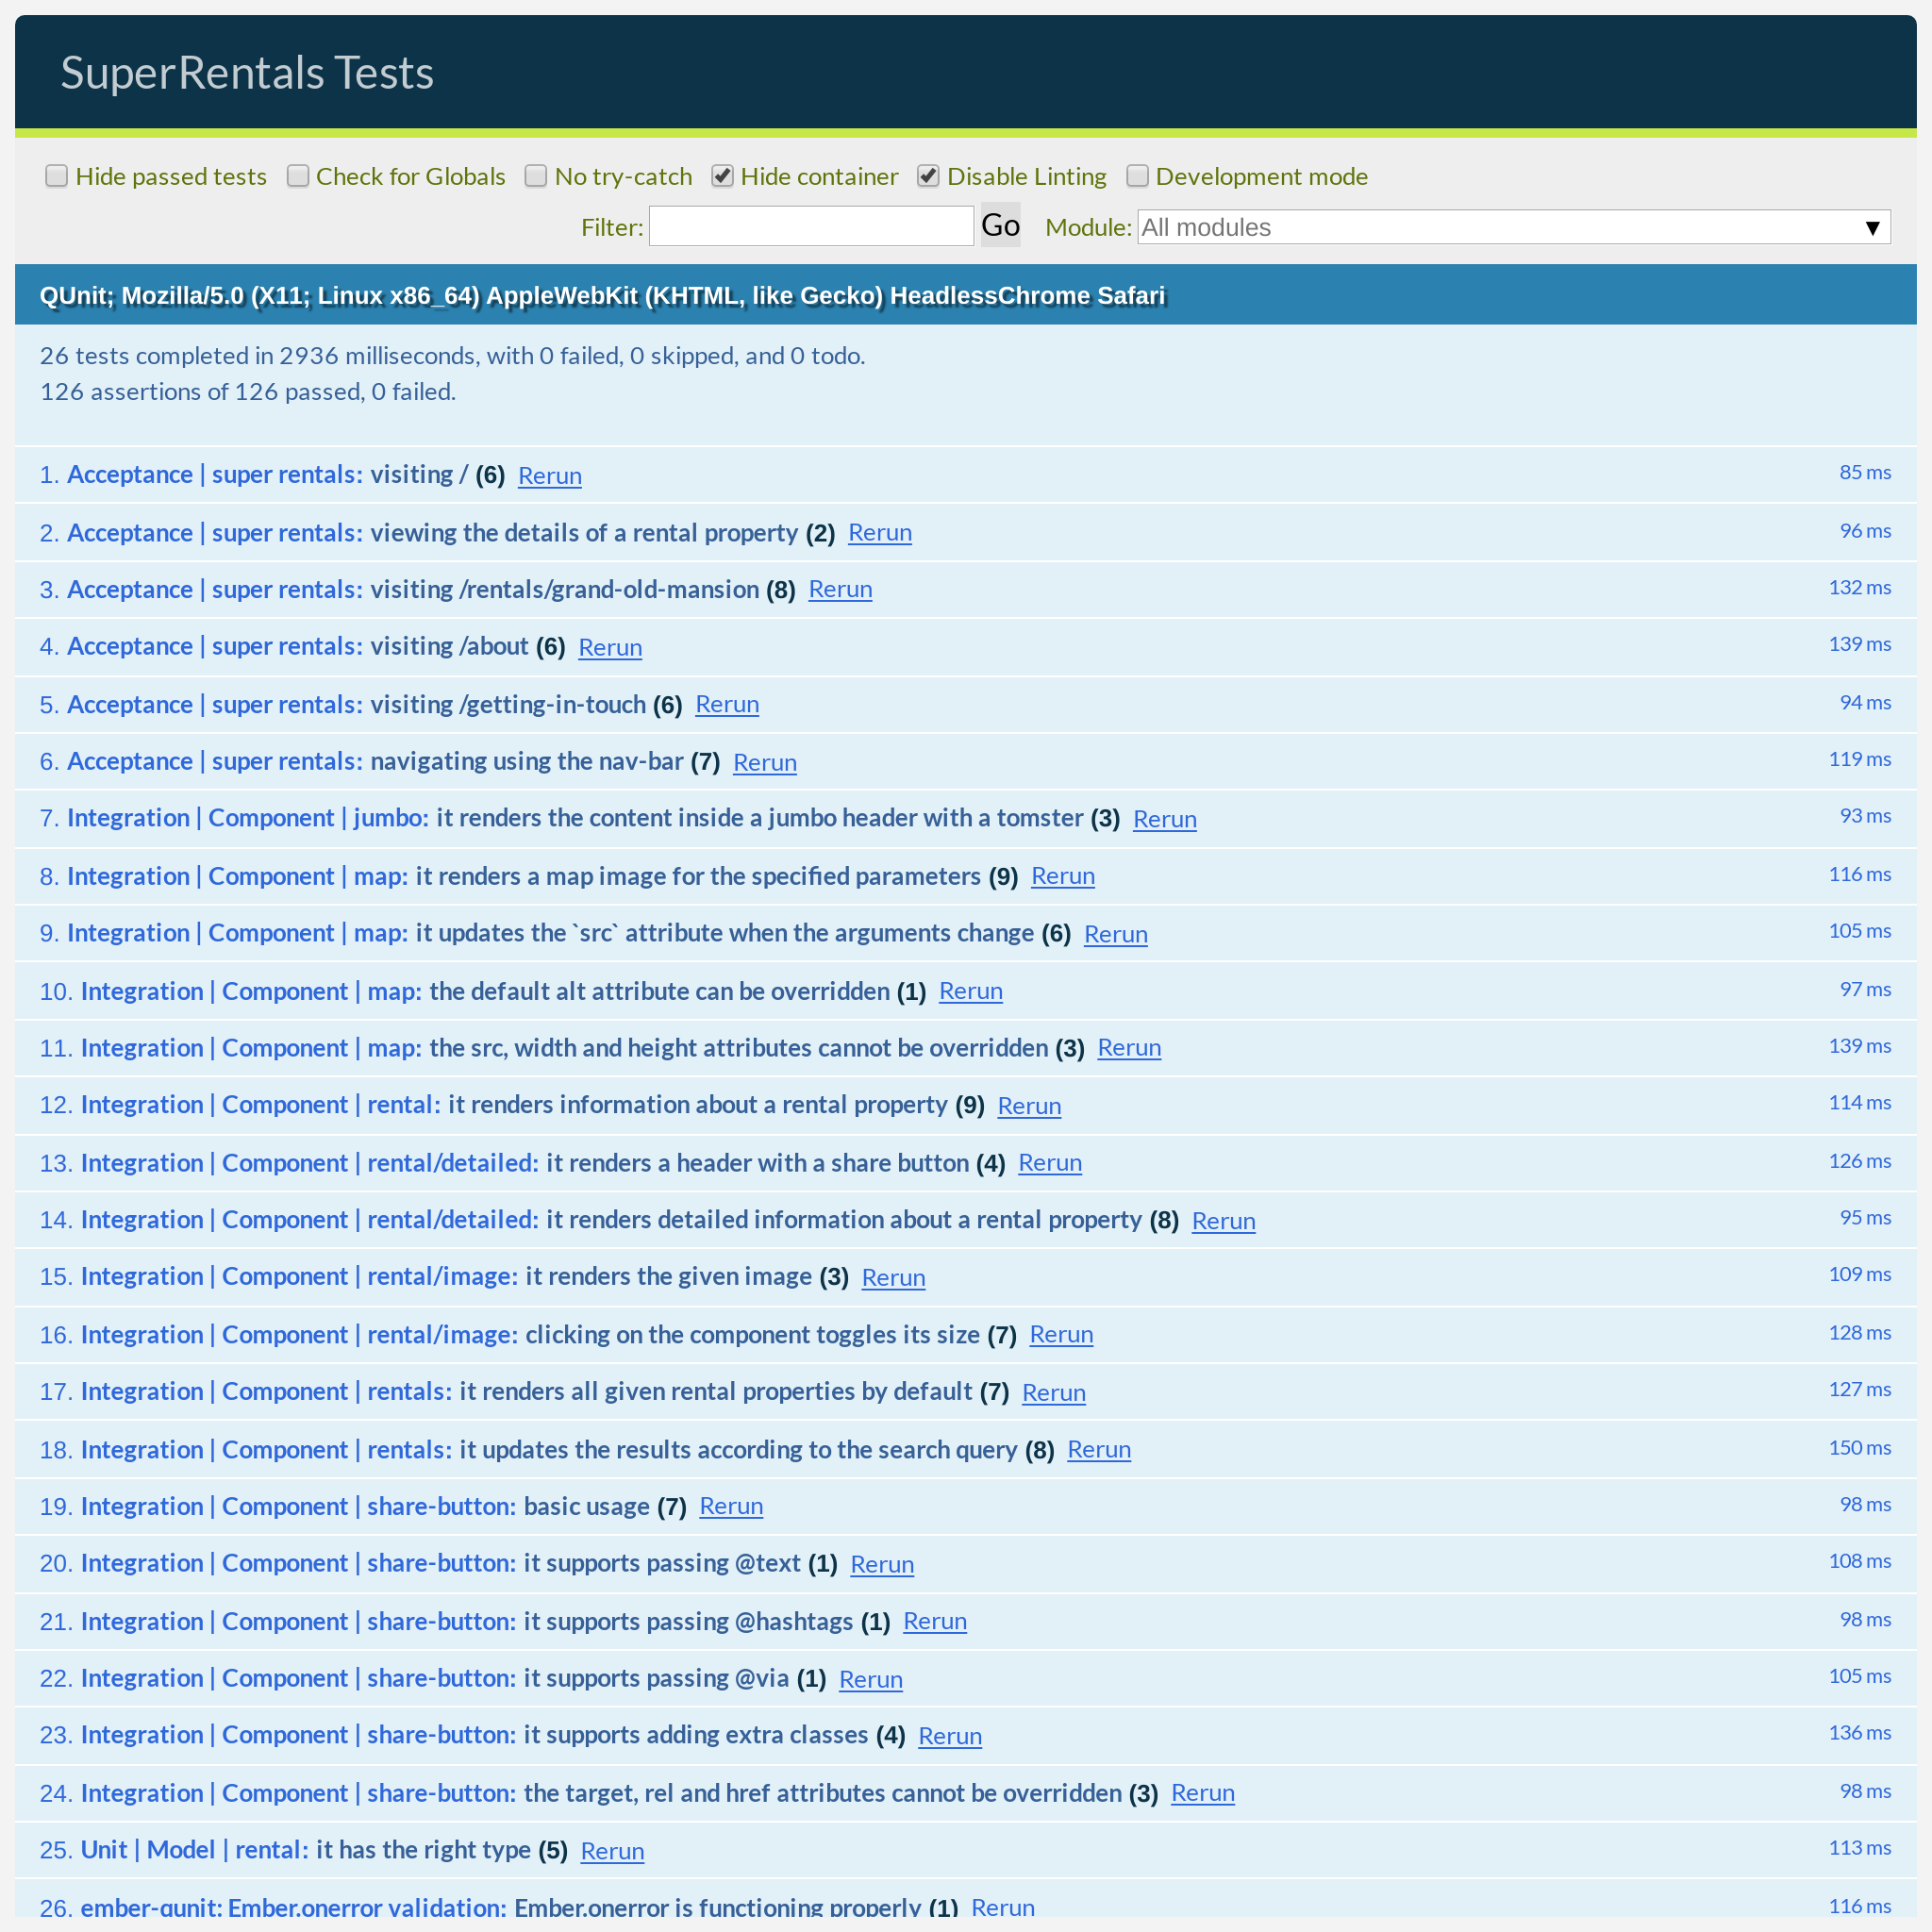 SuperRentals Tests
Hide passed tests Check for Globals No try-catch Hide container Disable Linting Development mode
Filter: Go Module: All modules ▼
QUnit; Mozilla/5.0 (X11; Linux x86_64) AppleWebKit (KHTML, like Gecko) HeadlessChrome Safari
26 tests completed in 2936 milliseconds, with 0 failed, 0 skipped, and 0 todo.
126 assertions of 126 passed, 0 failed.
1. Acceptance | super rentals: visiting / (6) Rerun 85 ms
2. Acceptance | super rentals: viewing the details of a rental property (2) Rerun 96 ms
3. Acceptance | super rentals: visiting /rentals/grand-old-mansion (8) Rerun 132 ms
4. Acceptance | super rentals: visiting /about (6) Rerun 139 ms
5. Acceptance | super rentals: visiting /getting-in-touch (6) Rerun 94 ms
6. Acceptance | super rentals: navigating using the nav-bar (7) Rerun 119 ms
7. Integration | Component | jumbo: it renders the content inside a jumbo header with a tomster (3) Rerun 93 ms
8. Integration | Component | map: it renders a map image for the specified parameters (9) Rerun 116 ms
9. Integration | Component | map: it updates the `src` attribute when the arguments change (6) Rerun 105 ms
10. Integration | Component | map: the default alt attribute can be overridden (1) Rerun 97 ms
11. Integration | Component | map: the src, width and height attributes cannot be overridden (3) Rerun 139 ms
12. Integration | Component | rental: it renders information about a rental property (9) Rerun 114 ms
13. Integration | Component | rental/detailed: it renders a header with a share button (4) Rerun 126 ms
14. Integration | Component | rental/detailed: it renders detailed information about a rental property (8) Rerun 95 ms
15. Integration | Component | rental/image: it renders the given image (3) Rerun 109 ms
16. Integration | Component | rental/image: clicking on the component toggles its size (7) Rerun 128 ms
17. Integration | Component | rentals: it renders all given rental properties by default (7) Rerun 127 ms
18. Integration | Component | rentals: it updates the results according to the search query (8) Rerun 150 ms
19. Integration | Component | share-button: basic usage (7) Rerun 98 ms
20. Integration | Component | share-button: it supports passing @text (1) Rerun 108 ms
21. Integration | Component | share-button: it supports passing @hashtags (1) Rerun 98 ms
22. Integration | Component | share-button: it supports passing @via (1) Rerun 105 ms
23. Integration | Component | share-button: it supports adding extra classes (4) Rerun 136 ms
24. Integration | Component | share-button: the target, rel and href attributes cannot be overridden (3) Rerun 98 ms
25. Unit | Model | rental: it has the right type (5) Rerun 113 ms
26. ember-qunit: Ember.onerror validation: Ember.onerror is functioning properly (1) Rerun 116 ms